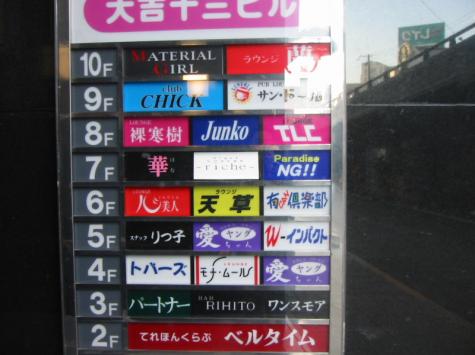 大吉十三ビル
10F MATERIAL GIRL ラウンジ
9F club CHICK PUB
8F LOUNGE 裸寒樹 Junko TLC
7F 華 はな -riche- Paradise NG!!
6F 美人 ラウンジ 天草 倶楽部
5F スナック りつ子 愛 ヤング ちゃん W-インパクト
4F トパーズ モナ・ムール 愛 ヤング ちゃん
3F パートナー BAR RIHITO ワンスモア
2F てれほんくらぶ ベルタイム